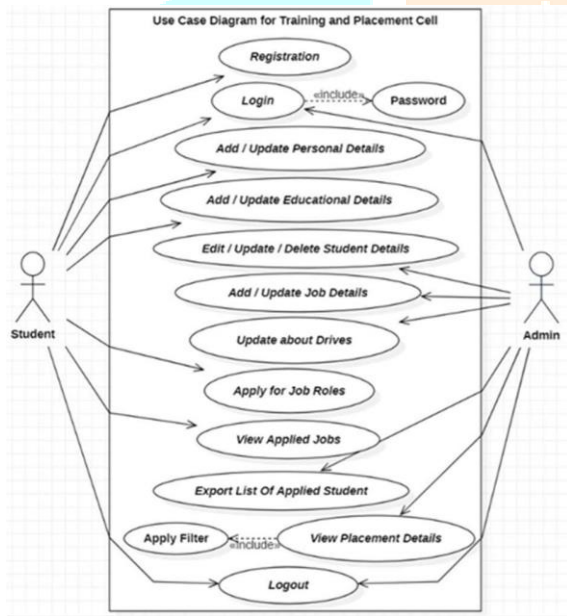 Use Case Diagram for Training and Placement Cell
Registration
Login
«include»
Password
Add / Update Personal Details
Add / Update Educational Details
Edit / Update / Delete Student Details
Add / Update Job Details
Student
Admin
Update about Drives
Apply for Job Roles
View Applied Jobs
Export List Of Applied Student
Apply Filter
«include»
View Placement Details
Logout